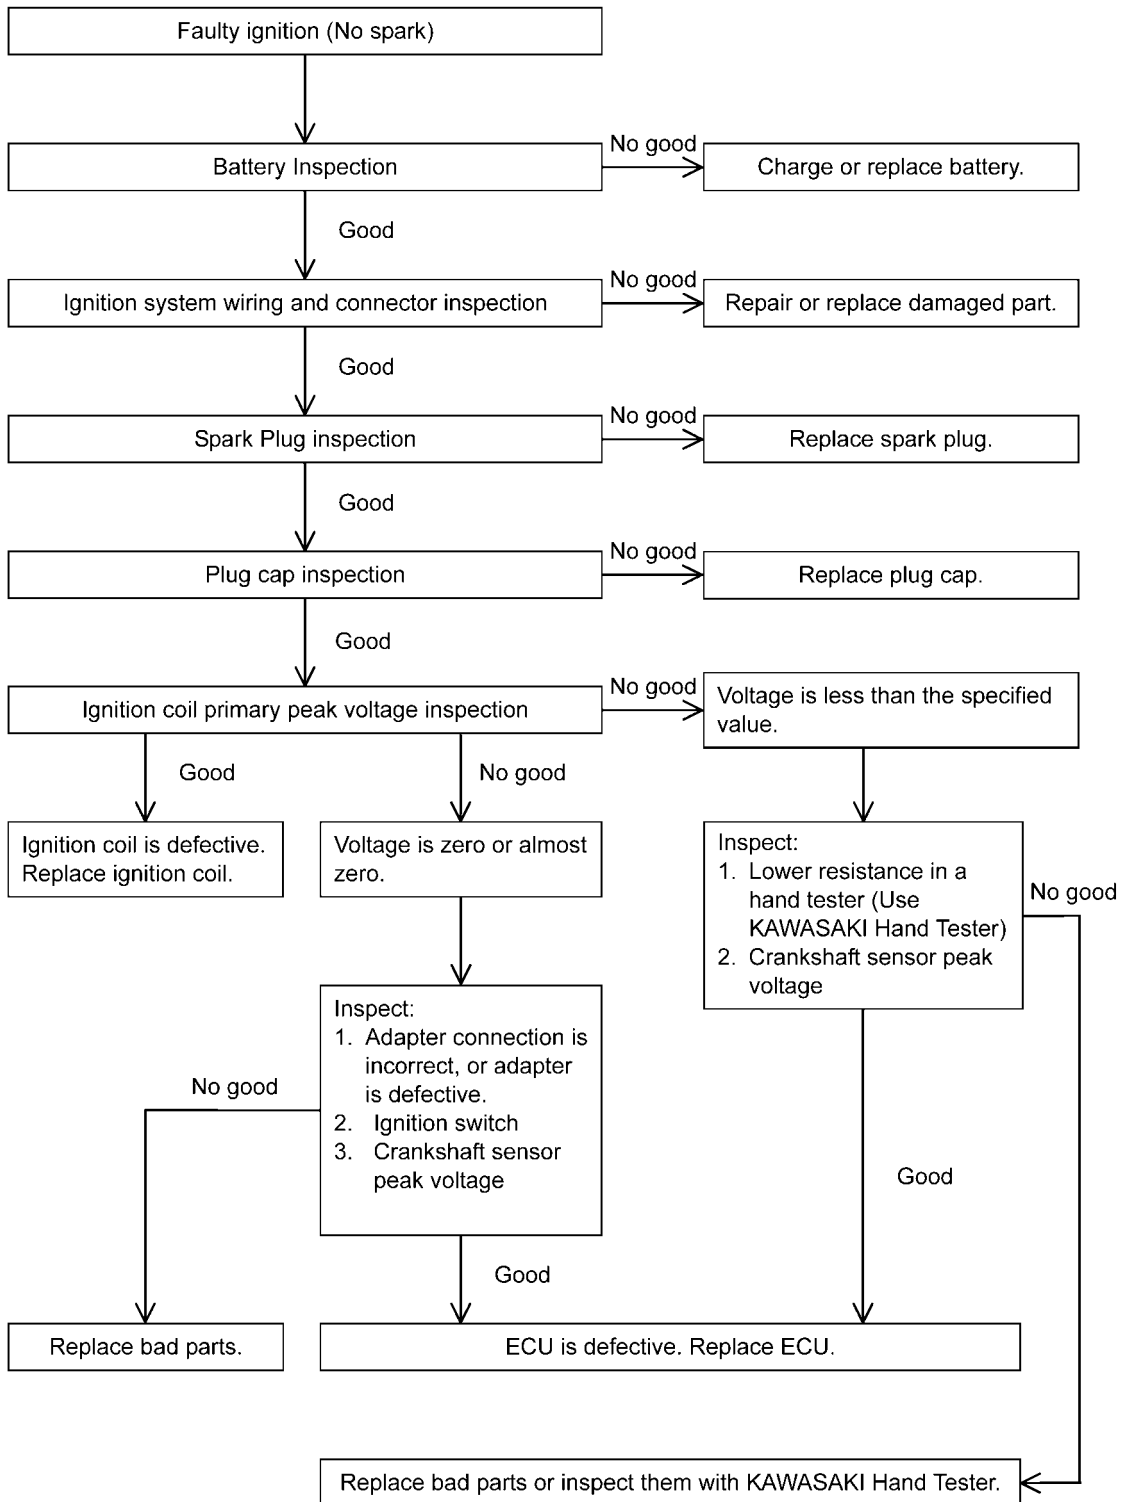 Faulty ignition (No spark)
No good
Battery Inspection
Charge or replace battery.
Good
No good
Ignition system wiring and connector inspection
Repair or replace damaged part.
Good
No good
Spark Plug inspection
Replace spark plug.
Good
No good
Plug cap inspection
Replace plug cap.
Good
No good
Ignition coil primary peak voltage inspection
Voltage is less than the specified
value.
Good
No good
Ignition coil is defective.
Replace ignition coil.
Voltage is zero or almost
zero.
Inspect:
1. Lower resistance in a
hand tester (Use
KAWASAKI Hand Tester)
2. Crankshaft sensor peak
voltage
No good
Inspect:
1. Adapter connection is
incorrect, or adapter
is defective.
2. Ignition switch
3. Crankshaft sensor
peak voltage
No good
Good
Good
Replace bad parts.
ECU is defective. Replace ECU.
Replace bad parts or inspect them with KAWASAKI Hand Tester.